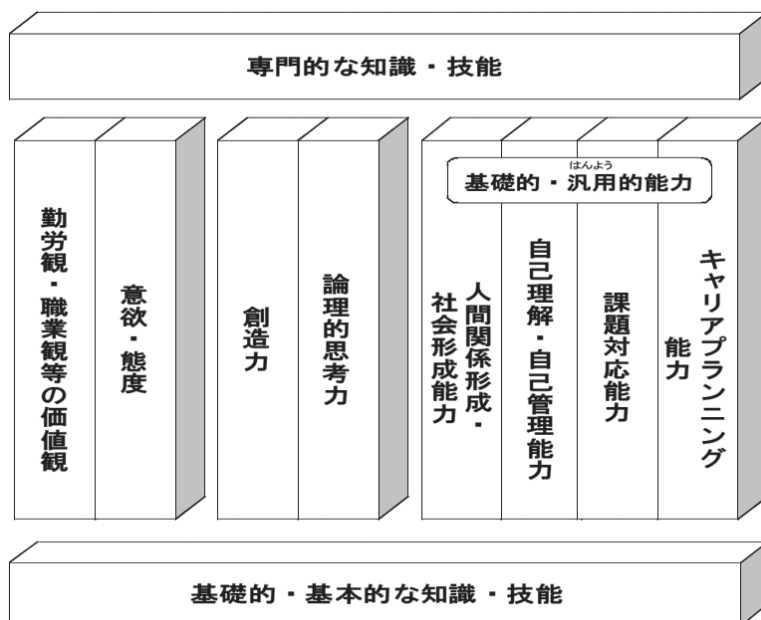 専門的な知識・技能
勤労観・職業観等の価値観
意欲・態度
創造力
論理的思考力
はんよう
基礎的・汎用的能力
人間関係形成・
社会形成能力
自己理解・自己管理能力
課題対応能力
キャリアプランニング
能力
基礎的・基本的な知識・技能